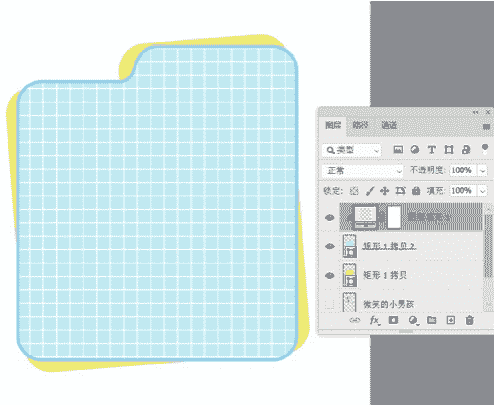 图层 路径 通道
类型
正常 不透明度: 100%
锁定: 填充: 100%
矩形 1 拷贝 2
矩形 1 拷贝
微笑的小男孩
fx